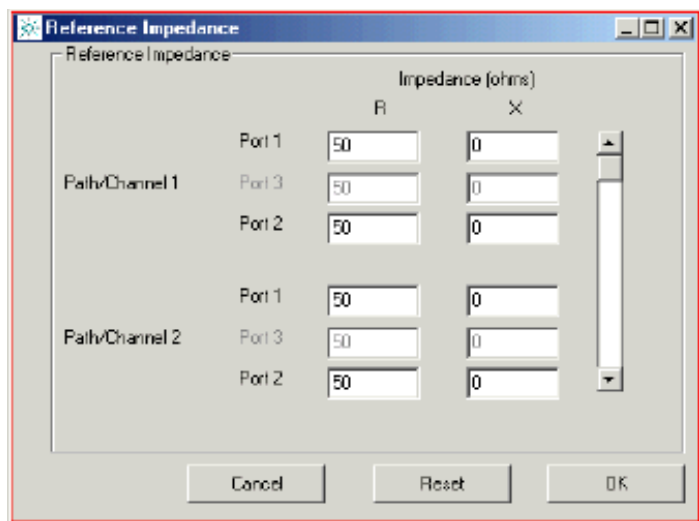 Reference Impedance
Reference Impedance
Impedance (ohms)
R X
Port 1 50 0
Path/Channel 1 Port 3 50 0
Port 2 50 0
Port 1 50 0
Path/Channel 2 Port 3 50 0
Port 2 50 0
Cancel Reset OK